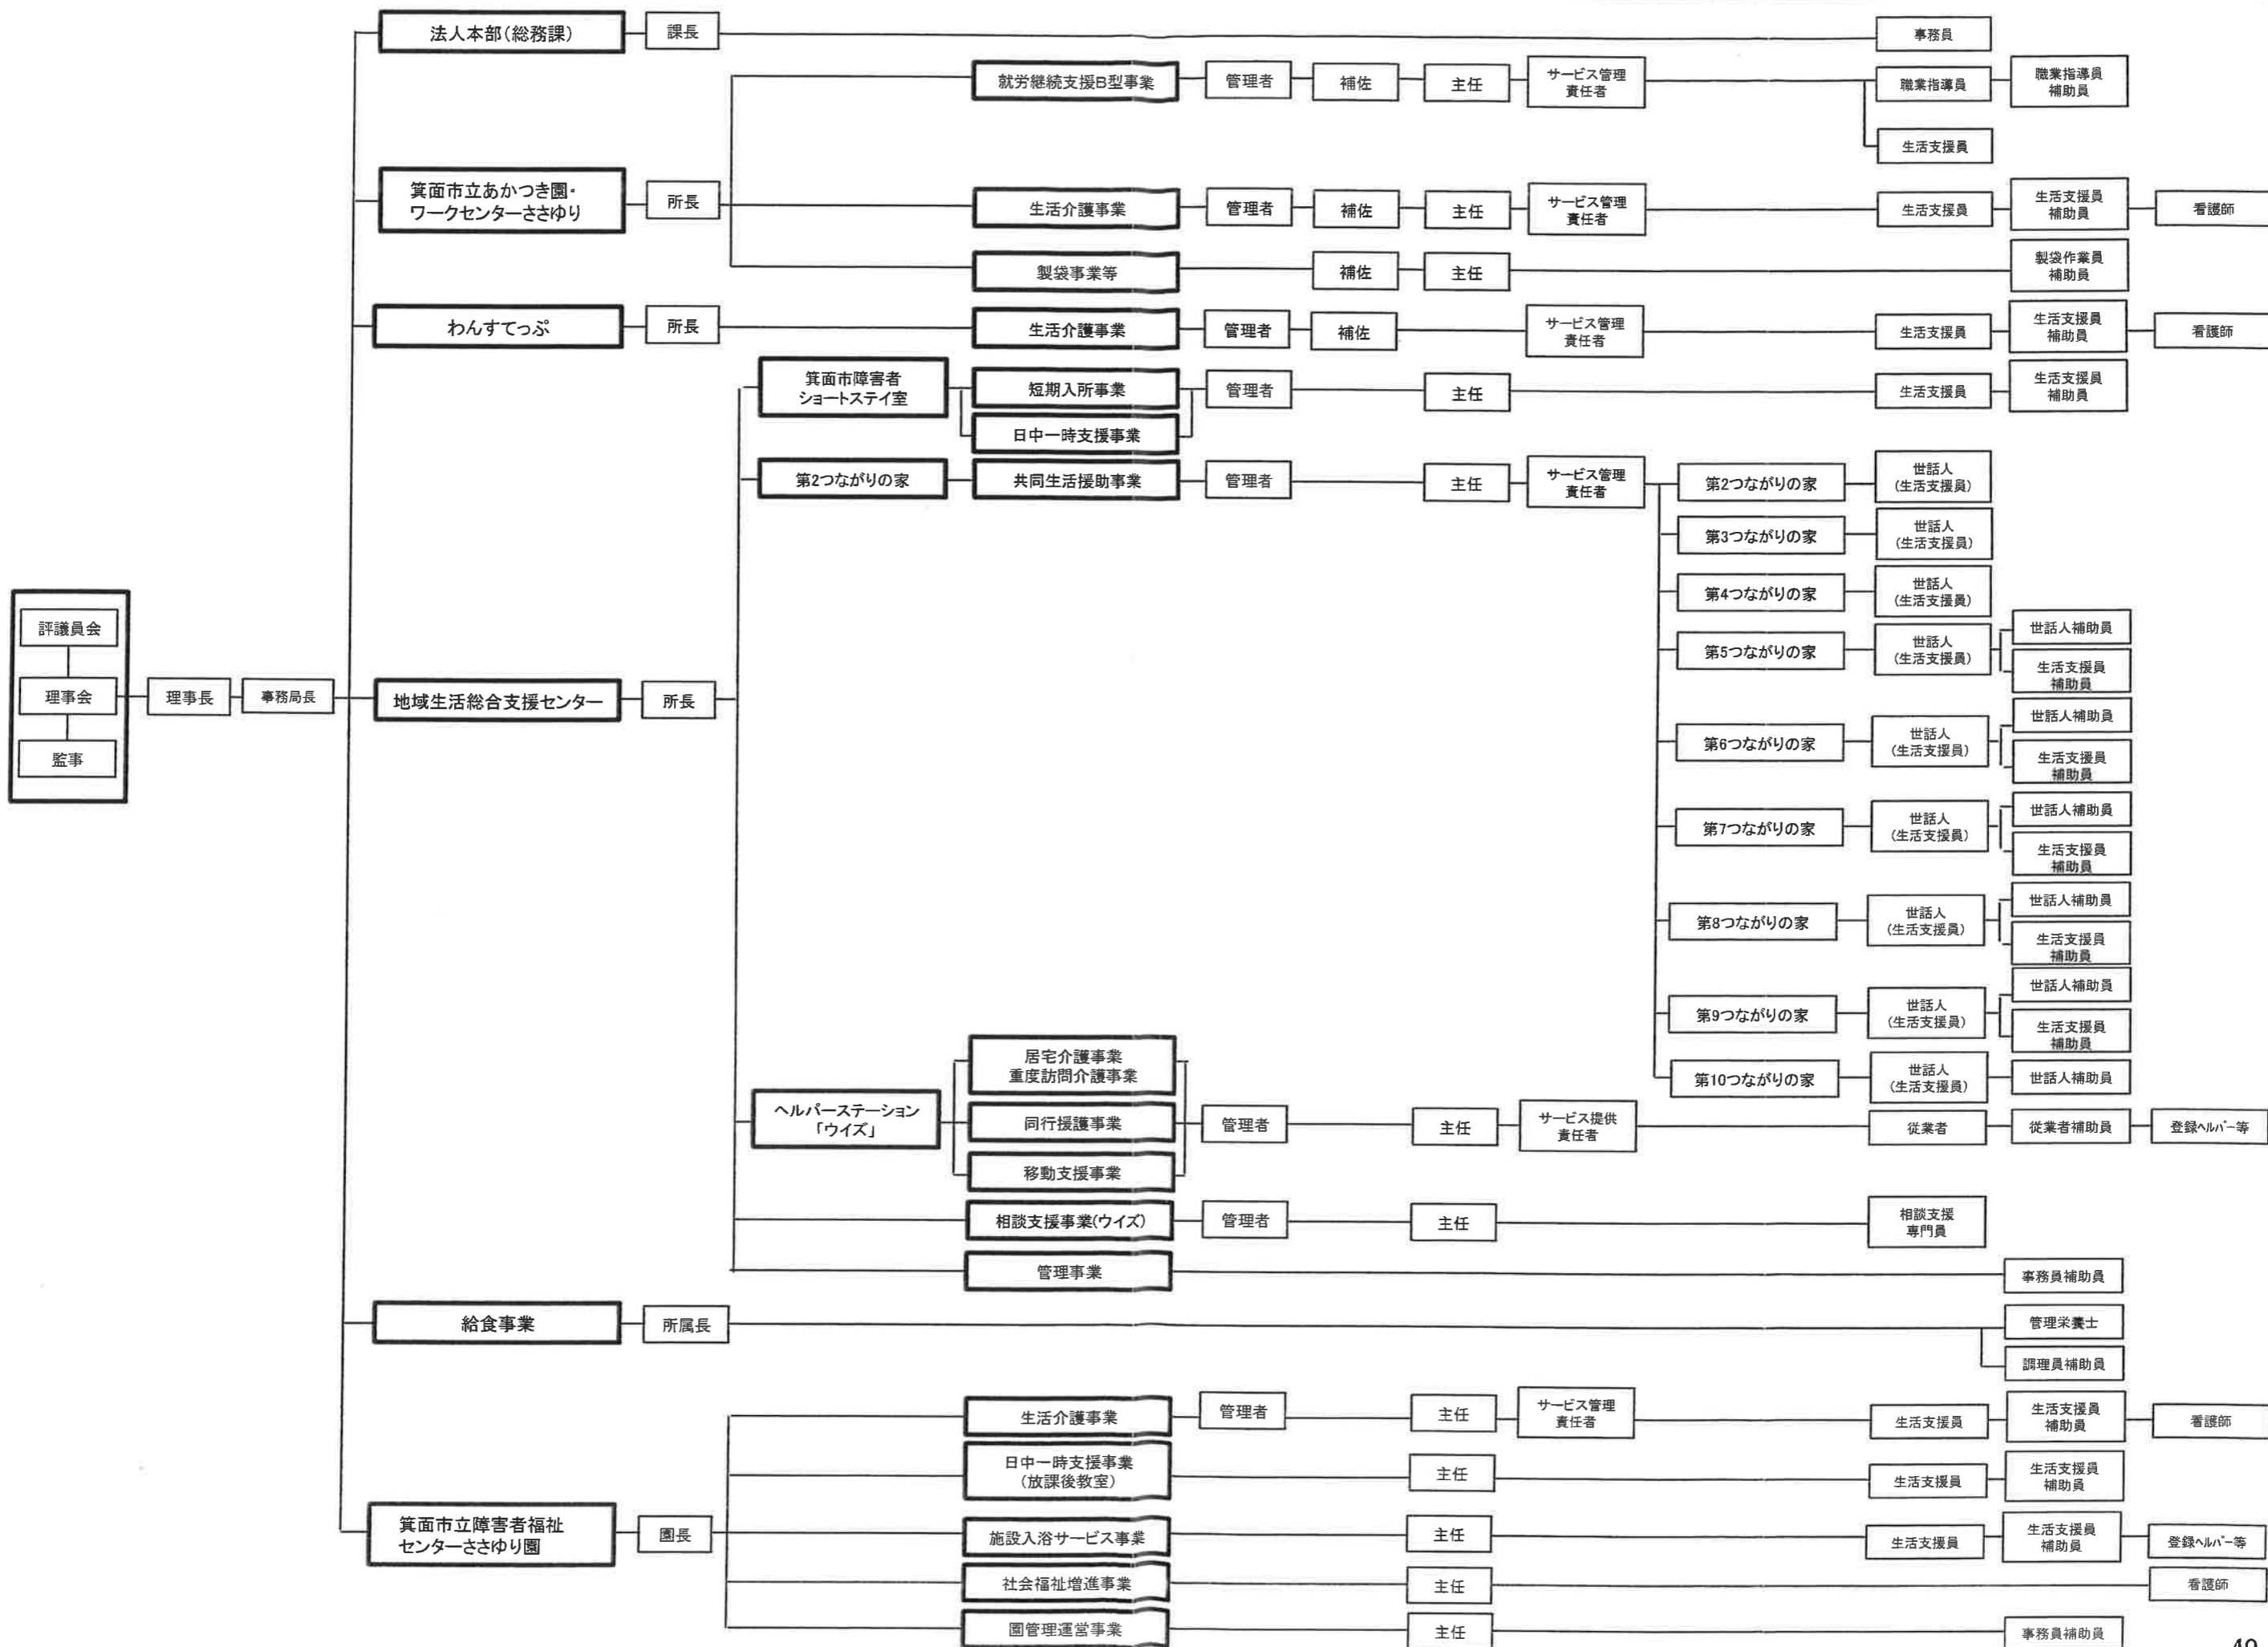 法人本部(総務課)
課長
事務員
就労継続支援B型事業
管理者
補佐
主任
サービス管理
責任者
職業指導員
職業指導員
補助員
生活支援員
箕面市立あかつき園・
ワークセンターささゆり
所長
生活介護事業
管理者
補佐
主任
サービス管理
責任者
生活支援員
生活支援員
補助員
看護師
製袋事業等
補佐
主任
製袋作業員
補助員
わんすてっぷ
所長
生活介護事業
管理者
補佐
サービス管理
責任者
生活支援員
生活支援員
補助員
看護師
箕面市障害者
ショートステイ室
短期入所事業
管理者
主任
生活支援員
生活支援員
補助員
日中一時支援事業
第2つながりの家
共同生活援助事業
管理者
主任
サービス管理
責任者
第2つながりの家
世話人
(生活支援員)
第3つながりの家
世話人
(生活支援員)
第4つながりの家
世話人
(生活支援員)
第5つながりの家
世話人
(生活支援員)
世話人補助員
生活支援員
補助員
評議員会
理事会
監事
理事長
事務局長
地域生活総合支援センター
所長
第6つながりの家
世話人
(生活支援員)
世話人補助員
生活支援員
補助員
第7つながりの家
世話人
(生活支援員)
世話人補助員
生活支援員
補助員
第8つながりの家
世話人
(生活支援員)
世話人補助員
生活支援員
補助員
第9つながりの家
世話人
(生活支援員)
世話人補助員
生活支援員
補助員
第10つながりの家
世話人
(生活支援員)
世話人補助員
ヘルパーステーション
「ウイズ」
居宅介護事業
重度訪問介護事業
同行援護事業
移動支援事業
管理者
主任
サービス提供
責任者
従業者
従業者補助員
登録ヘルパー等
相談支援事業(ウイズ)
管理者
主任
相談支援
専門員
管理事業
事務員補助員
給食事業
所属長
管理栄養士
調理員補助員
生活介護事業
管理者
主任
サービス管理
責任者
生活支援員
生活支援員
補助員
看護師
日中一時支援事業
(放課後教室)
主任
生活支援員
生活支援員
補助員
箕面市立障害者福祉
センターささゆり園
園長
施設入浴サービス事業
主任
生活支援員
生活支援員
補助員
登録ヘルパー等
社会福祉増進事業
主任
看護師
園管理運営事業
主任
事務員補助員